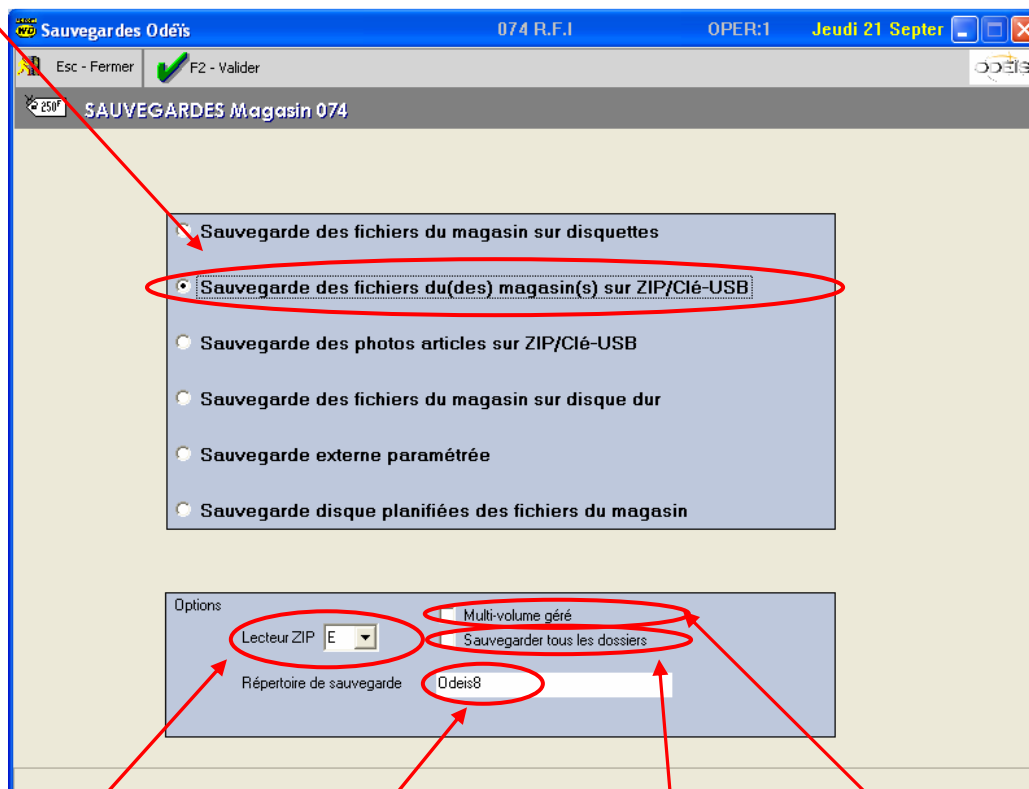 Sauvegardes Odéïs 074 R.F.I OPER:1 Jeudi 21 Septer
Esc - Fermer F2 - Valider ODEÏS
250F SAUVEGARDES Magasin 074
Sauvegarde des fichiers du magasin sur disquettes
Sauvegarde des fichiers du(des) magasin(s) sur ZIP/Clé-USB
Sauvegarde des photos articles sur ZIP/Clé-USB
Sauvegarde des fichiers du magasin sur disque dur
Sauvegarde externe paramétrée
Sauvegarde disque planifiées des fichiers du magasin
Options
Multi-volume géré
Lecteur ZIP E Sauvegarder tous les dossiers
Répertoire de sauvegarde Odeis8